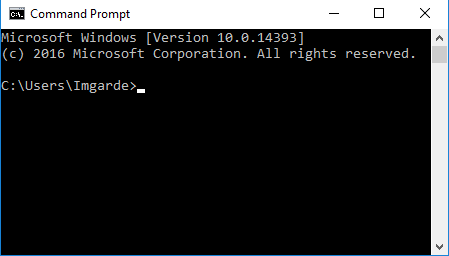 Command Prompt
Microsoft Windows [Version 10.0.14393]
(c) 2016 Microsoft Corporation. All rights reserved.
C:\Users\Imgarde>